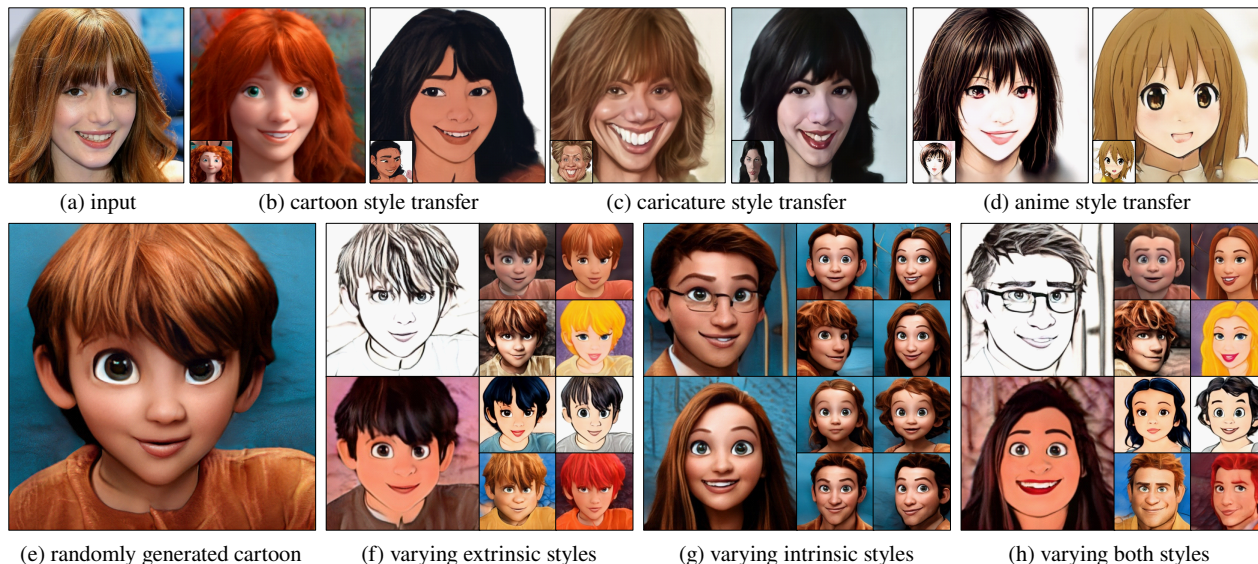 (a) input
(b) cartoon style transfer
(c) caricature style transfer
(d) anime style transfer
(e) randomly generated cartoon
(f) varying extrinsic styles
(g) varying intrinsic styles
(h) varying both styles